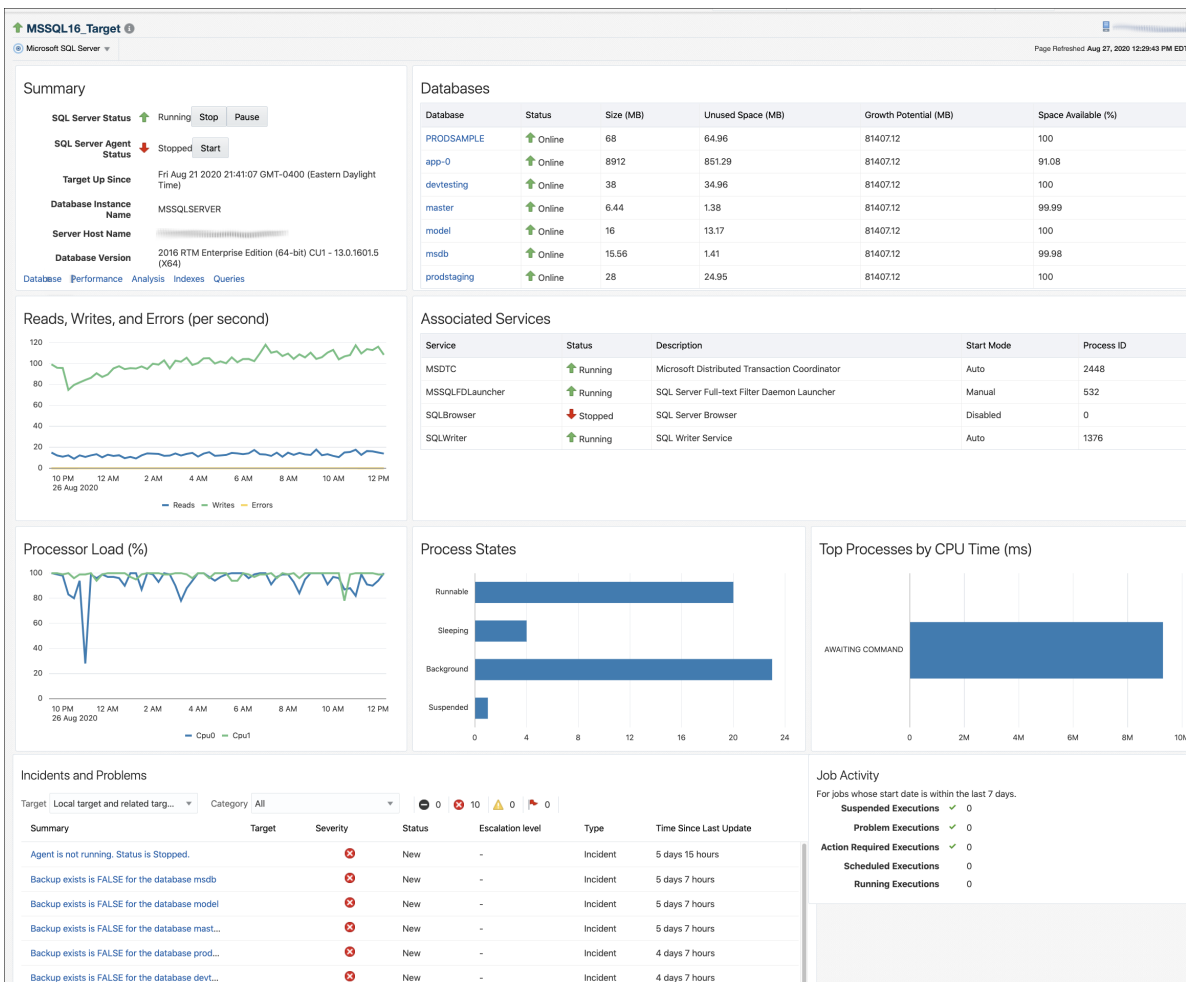 MSSQL16_Target
Microsoft SQL Server
Page Refreshed Aug 27, 2020 12:29:43 PM EDT
Summary
SQL Server Status Running Stop Pause
SQL Server Agent Status Stopped Start
Target Up Since Fri Aug 21 2020 21:41:07 GMT-0400 (Eastern Daylight Time)
Database Instance Name MSSQLSERVER
Server Host Name
Database Version 2016 RTM Enterprise Edition (64-bit) CU1 - 13.0.1601.5 (X64)
Database Performance Analysis Indexes Queries
Databases
Database Status Size (MB) Unused Space (MB) Growth Potential (MB) Space Available (%)
PRODSAMPLE Online 68 64.96 81407.12 100
app-0 Online 8912 851.29 81407.12 91.08
devtesting Online 38 34.96 81407.12 100
master Online 6.44 1.38 81407.12 99.99
model Online 16 13.17 81407.12 100
msdb Online 15.56 1.41 81407.12 99.98
prodstaging Online 28 24.95 81407.12 100
Reads, Writes, and Errors (per second)
120
100
80
60
40
20
0
10 PM 12 AM 2 AM 4 AM 6 AM 8 AM 10 AM 12 PM
26 Aug 2020
Reads Writes Errors
Associated Services
Service Status Description Start Mode Process ID
MSDTC Running Microsoft Distributed Transaction Coordinator Auto 2448
MSSQLFDLauncher Running SQL Server Full-text Filter Daemon Launcher Manual 532
SQLBrowser Stopped SQL Server Browser Disabled 0
SQLWriter Running SQL Writer Service Auto 1376
Processor Load (%)
100
80
60
40
20
0
10 PM 12 AM 2 AM 4 AM 6 AM 8 AM 10 AM 12 PM
26 Aug 2020
Cpu0 Cpu1
Process States
Runnable
Sleeping
Background
Suspended
0 4 8 12 16 20 24
Top Processes by CPU Time (ms)
AWAITING COMMAND
0 2M 4M 6M 8M 10M
Incidents and Problems
Target Local target and related targ... Category All 0 10 0 0
Summary Target Severity Status Escalation level Type Time Since Last Update
Agent is not running. Status is Stopped. New - Incident 5 days 15 hours
Backup exists is FALSE for the database msdb New - Incident 5 days 7 hours
Backup exists is FALSE for the database model New - Incident 5 days 7 hours
Backup exists is FALSE for the database mast... New - Incident 5 days 7 hours
Backup exists is FALSE for the database prod... New - Incident 4 days 7 hours
Backup exists is FALSE for the database devt... New - Incident 4 days 7 hours
Job Activity
For jobs whose start date is within the last 7 days.
Suspended Executions 0
Problem Executions 0
Action Required Executions 0
Scheduled Executions 0
Running Executions 0